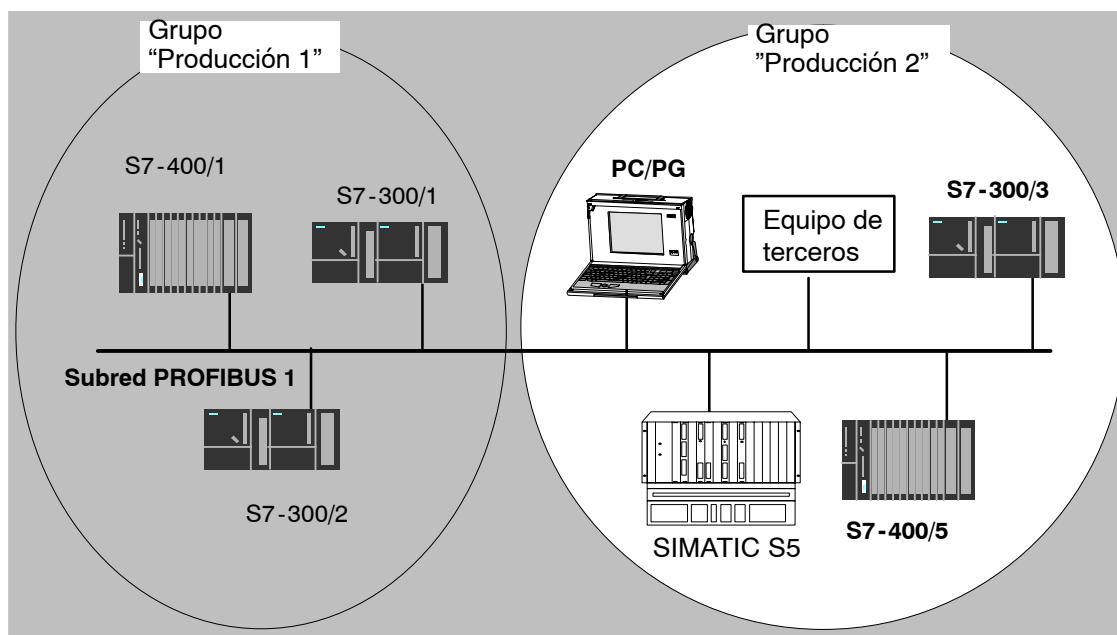 Grupo
“Producción 1”
Grupo
”Producción 2”
S7-400/1
S7-300/1
PC/PG
Equipo de
terceros
S7-300/3
Subred PROFIBUS 1
S7-300/2
SIMATIC S5
S7-400/5